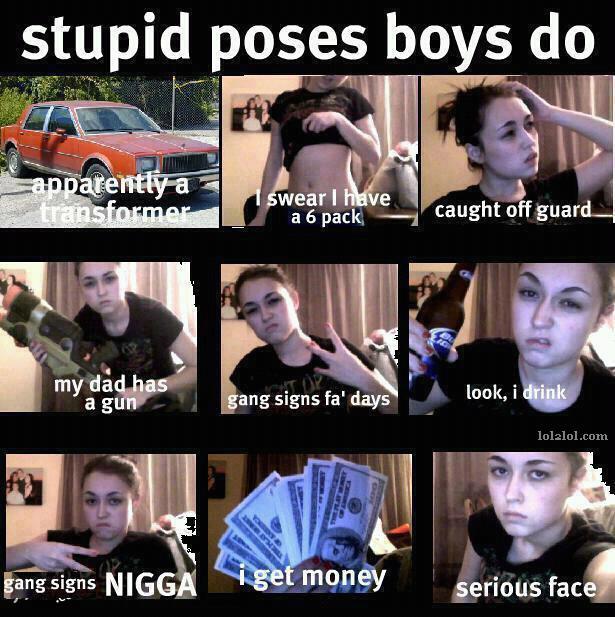 stupid poses boys do
apparently a
transformer
I swear I have
a 6 pack
caught off guard
my dad has
a gun
gang signs fa' days
look, i drink
lol2lol.com
gang signs NIGGA
i get money
serious face